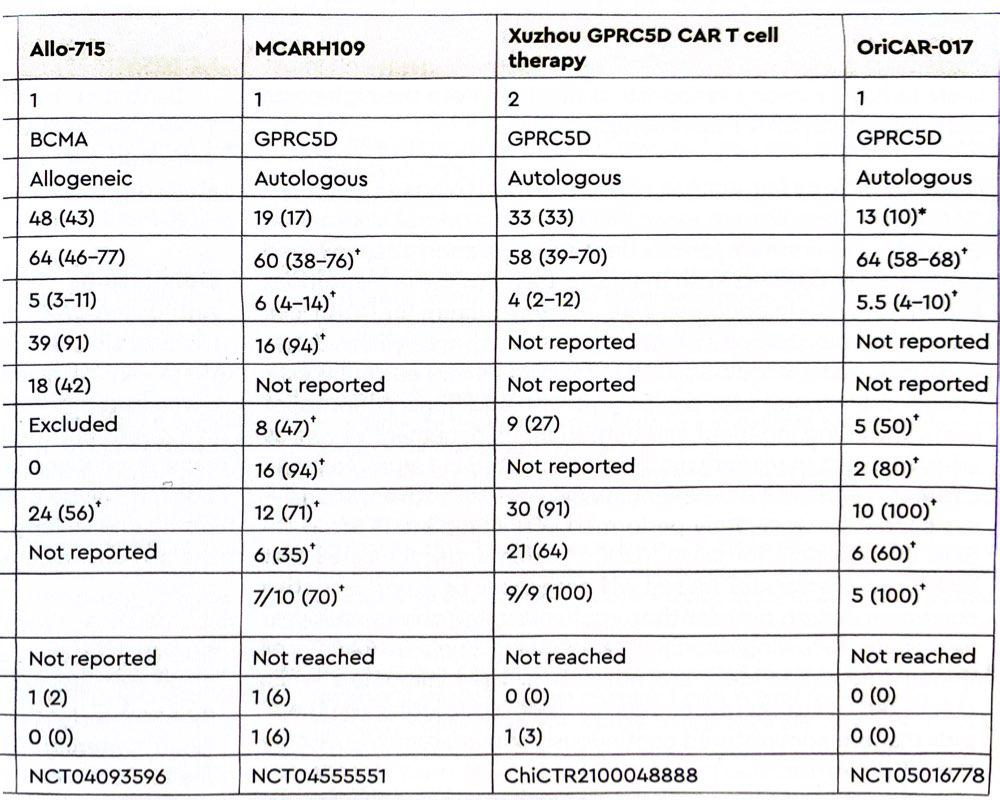 Allo-715 MCARH109 Xuzhou GPRC5D CAR T cell therapy OriCAR-017
1 1 2 1
BCMA GPRC5D GPRC5D GPRC5D
Allogeneic Autologous Autologous Autologous
48 (43) 19 (17) 33 (33) 13 (10)*
64 (46–77) 60 (38–76)† 58 (39–70) 64 (58–68)†
5 (3–11) 6 (4–14)† 4 (2–12) 5.5 (4–10)†
39 (91) 16 (94)† Not reported Not reported
18 (42) Not reported Not reported Not reported
Excluded 8 (47)† 9 (27) 5 (50)†
0 16 (94)† Not reported 2 (80)†
24 (56)† 12 (71)† 30 (91) 10 (100)†
Not reported 6 (35)† 21 (64) 6 (60)†
7/10 (70)† 9/9 (100) 5 (100)†
Not reported Not reached Not reached Not reached
1 (2) 1 (6) 0 (0) 0 (0)
0 (0) 1 (6) 1 (3) 0 (0)
NCT04093596 NCT04555551 ChiCTR2100048888 NCT05016778